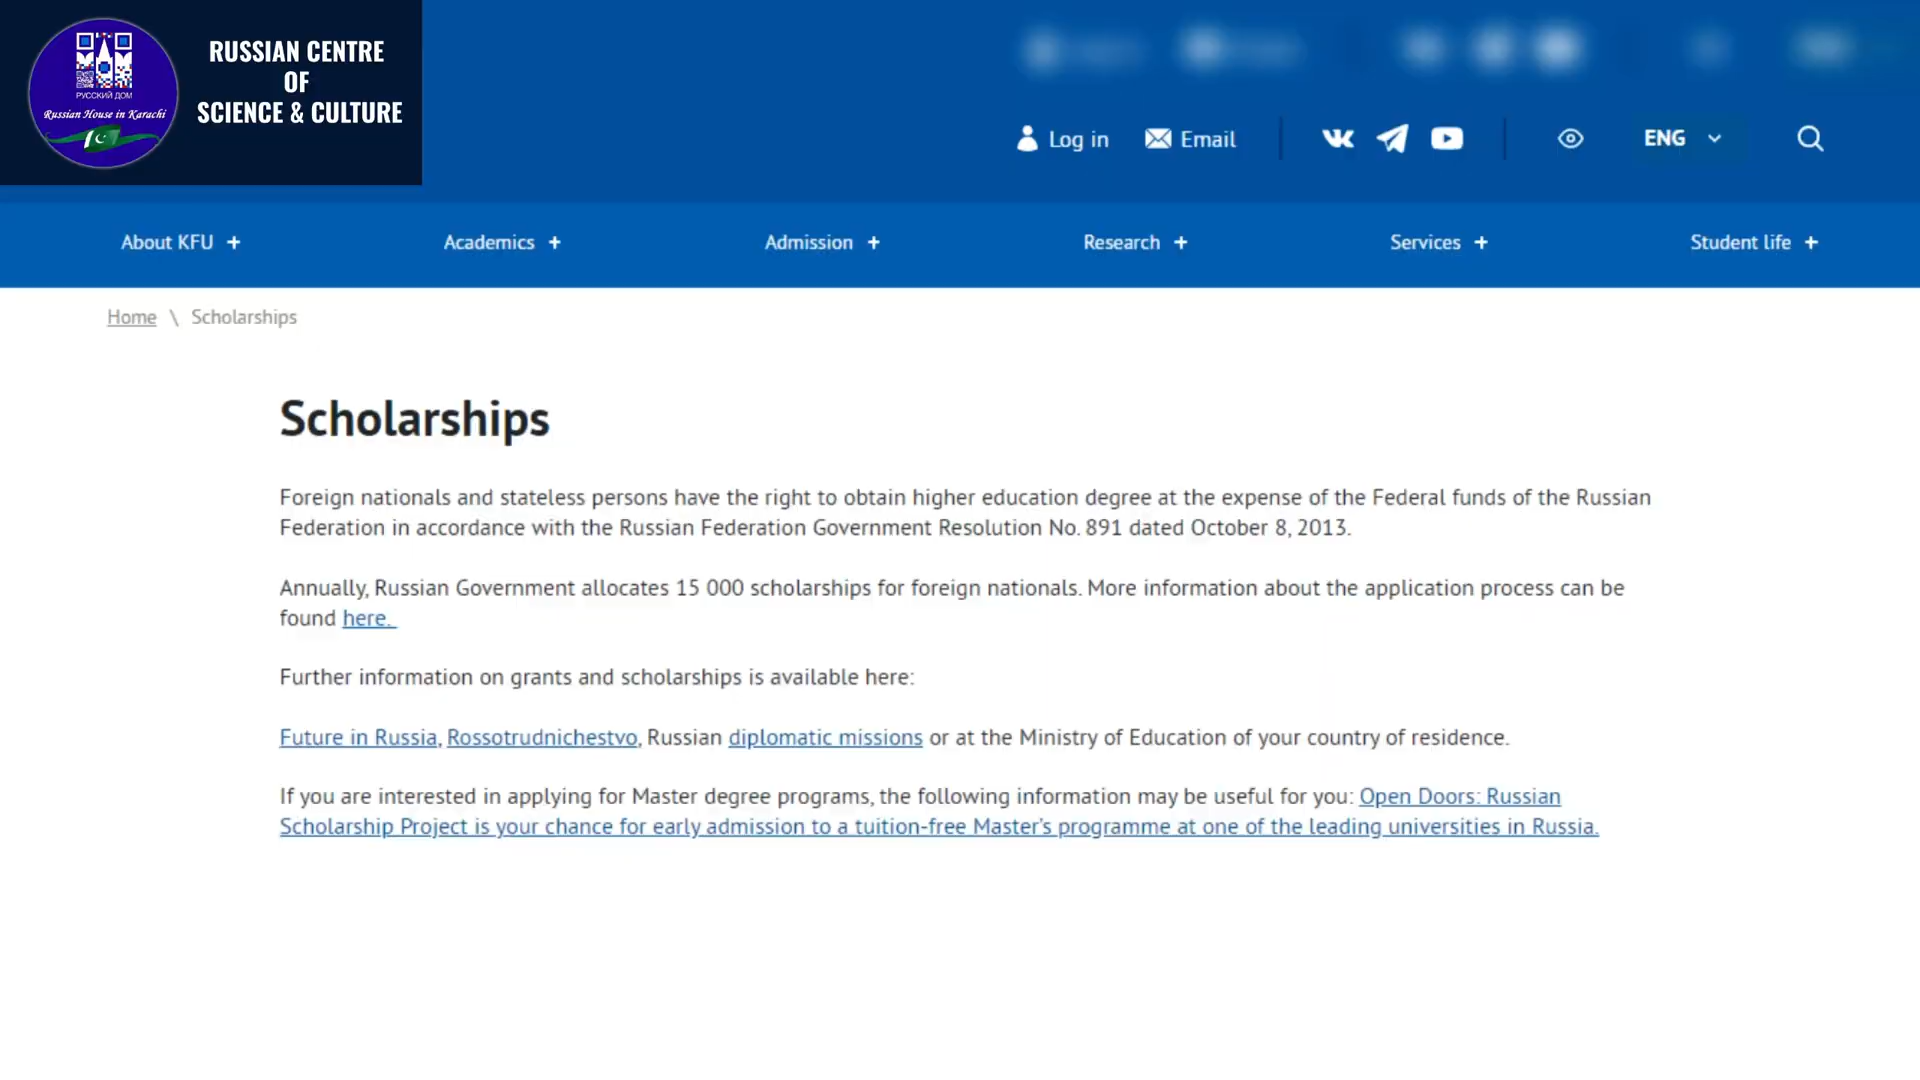 РУССКИЙ ДОМ
Russian House in Karachi
RUSSIAN CENTRE
OF
SCIENCE & CULTURE
Log in
Email
ENG
About KFU +
Academics +
Admission +
Research +
Services +
Student life +
Home \ Scholarships
Scholarships
Foreign nationals and stateless persons have the right to obtain higher education degree at the expense of the Federal funds of the Russian
Federation in accordance with the Russian Federation Government Resolution No. 891 dated October 8, 2013.
Annually, Russian Government allocates 15 000 scholarships for foreign nationals. More information about the application process can be
found here.
Further information on grants and scholarships is available here:
Future in Russia, Rossotrudnichestvo, Russian diplomatic missions or at the Ministry of Education of your country of residence.
If you are interested in applying for Master degree programs, the following information may be useful for you: Open Doors: Russian
Scholarship Project is your chance for early admission to a tuition-free Master's programme at one of the leading universities in Russia.